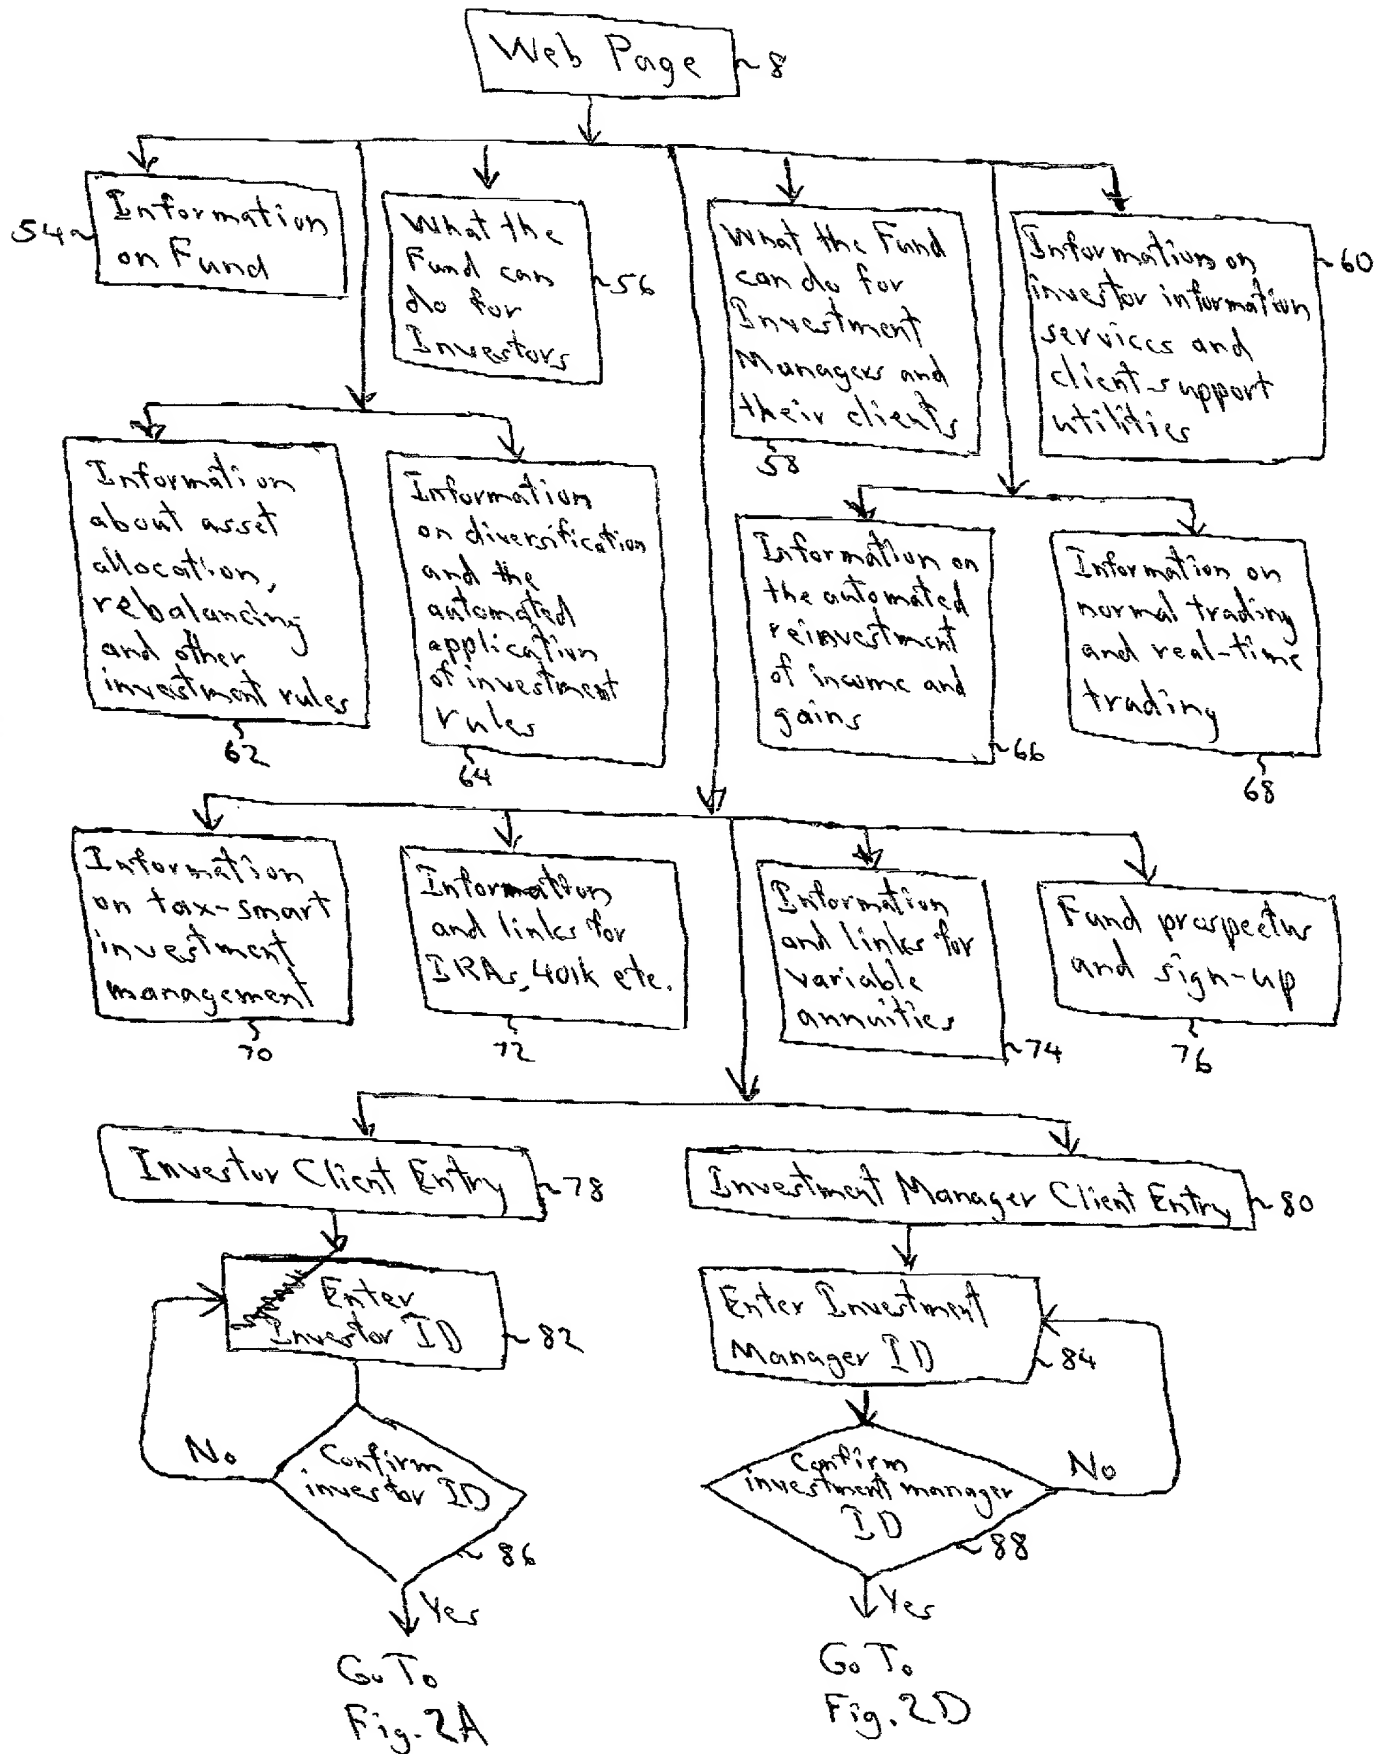 Web Page
8
Information
on Fund
54
What the
Fund can
do for
Investors
56
What the Fund
can do for
Investment
Managers and
their clients
58
Information on
investor information
services and
client-support
utilities
60
Information
about asset
allocation,
rebalancing
and other
investment rules
62
Information
on diversification
and the
automated
application
of investment
rules
64
Information on
the automated
reinvestment
of income and
gains
66
Information on
normal trading
and real-time
trading
68
Information
on tax-smart
investment
management
70
Information
and links for
IRAs, 401k etc.
72
Information
and links for
variable
annuities
74
Fund prospectus
and sign-up
76
Investor Client Entry
78
Investment Manager Client Entry
80
Enter
Investor ID
82
Enter Investment
Manager ID
84
No
Confirm
investor ID
86
Confirm
investment manager
ID
88
No
Yes
Yes
Go To
Fig. 2A
Go To
Fig. 2D